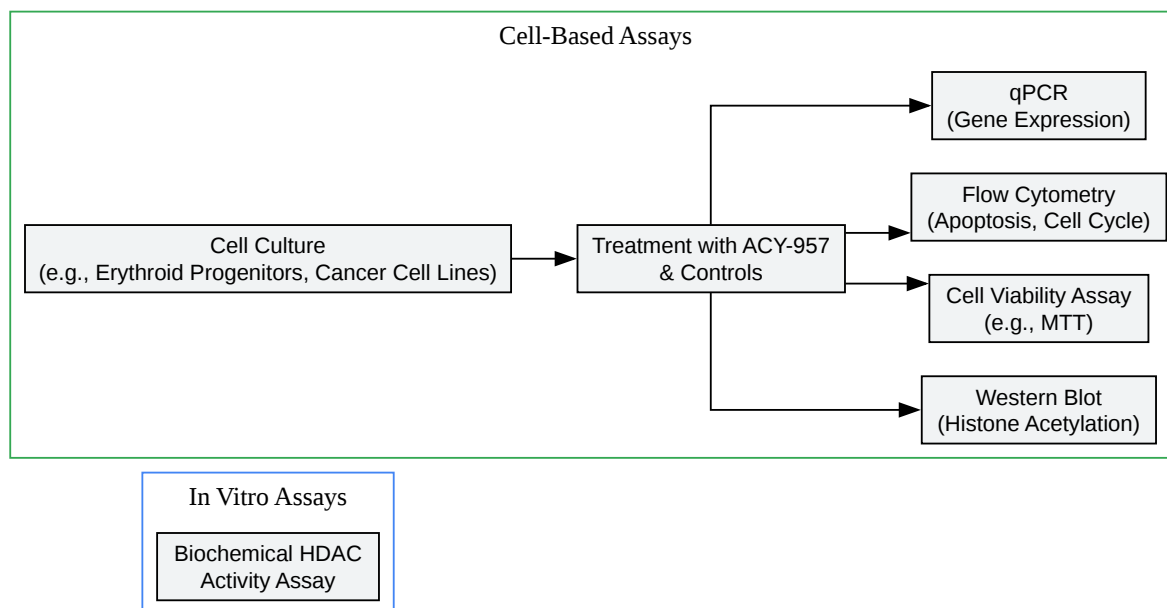 Cell-Based Assays
qPCR
(Gene Expression)
Flow Cytometry
(Apoptosis, Cell Cycle)
Cell Culture
(e.g., Erythroid Progenitors, Cancer Cell Lines)
Treatment with ACY-957
& Controls
Cell Viability Assay
(e.g., MTT)
Western Blot
(Histone Acetylation)
In Vitro Assays
Biochemical HDAC
Activity Assay